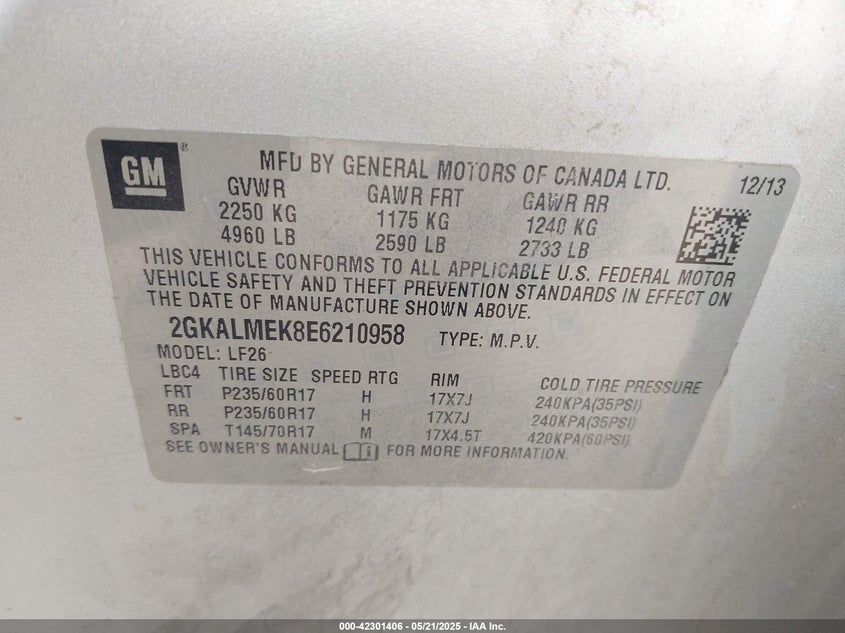 GM ®
MFD BY GENERAL MOTORS OF CANADA LTD. 12/13
GVWR GAWR FRT GAWR RR
2250 KG 1175 KG 1240 KG
4960 LB 2590 LB 2733 LB
THIS VEHICLE CONFORMS TO ALL APPLICABLE U.S. FEDERAL MOTOR
VEHICLE SAFETY AND THEFT PREVENTION STANDARDS IN EFFECT ON
THE DATE OF MANUFACTURE SHOWN ABOVE.
2GKALMEK8E6210958 TYPE: M.P.V.
MODEL: LF26
LBC4 TIRE SIZE SPEED RTG RIM COLD TIRE PRESSURE
FRT P235/60R17 H 17X7J 240KPA(35PSI)
RR P235/60R17 H 17X7J 240KPA(35PSI)
SPA T145/70R17 M 17X4.5T 420KPA(60PSI)
SEE OWNER'S MANUAL i FOR MORE INFORMATION.
000-42301406 - 05/21/2025 - IAA Inc.